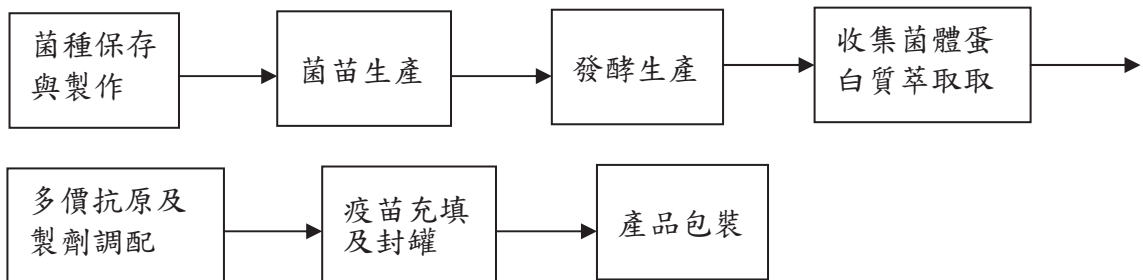 菌種保存
與製作
菌苗生產
發酵生產
收集菌體蛋
白質萃取取
多價抗原及
製劑調配
疫苗充填
及封罐
產品包裝